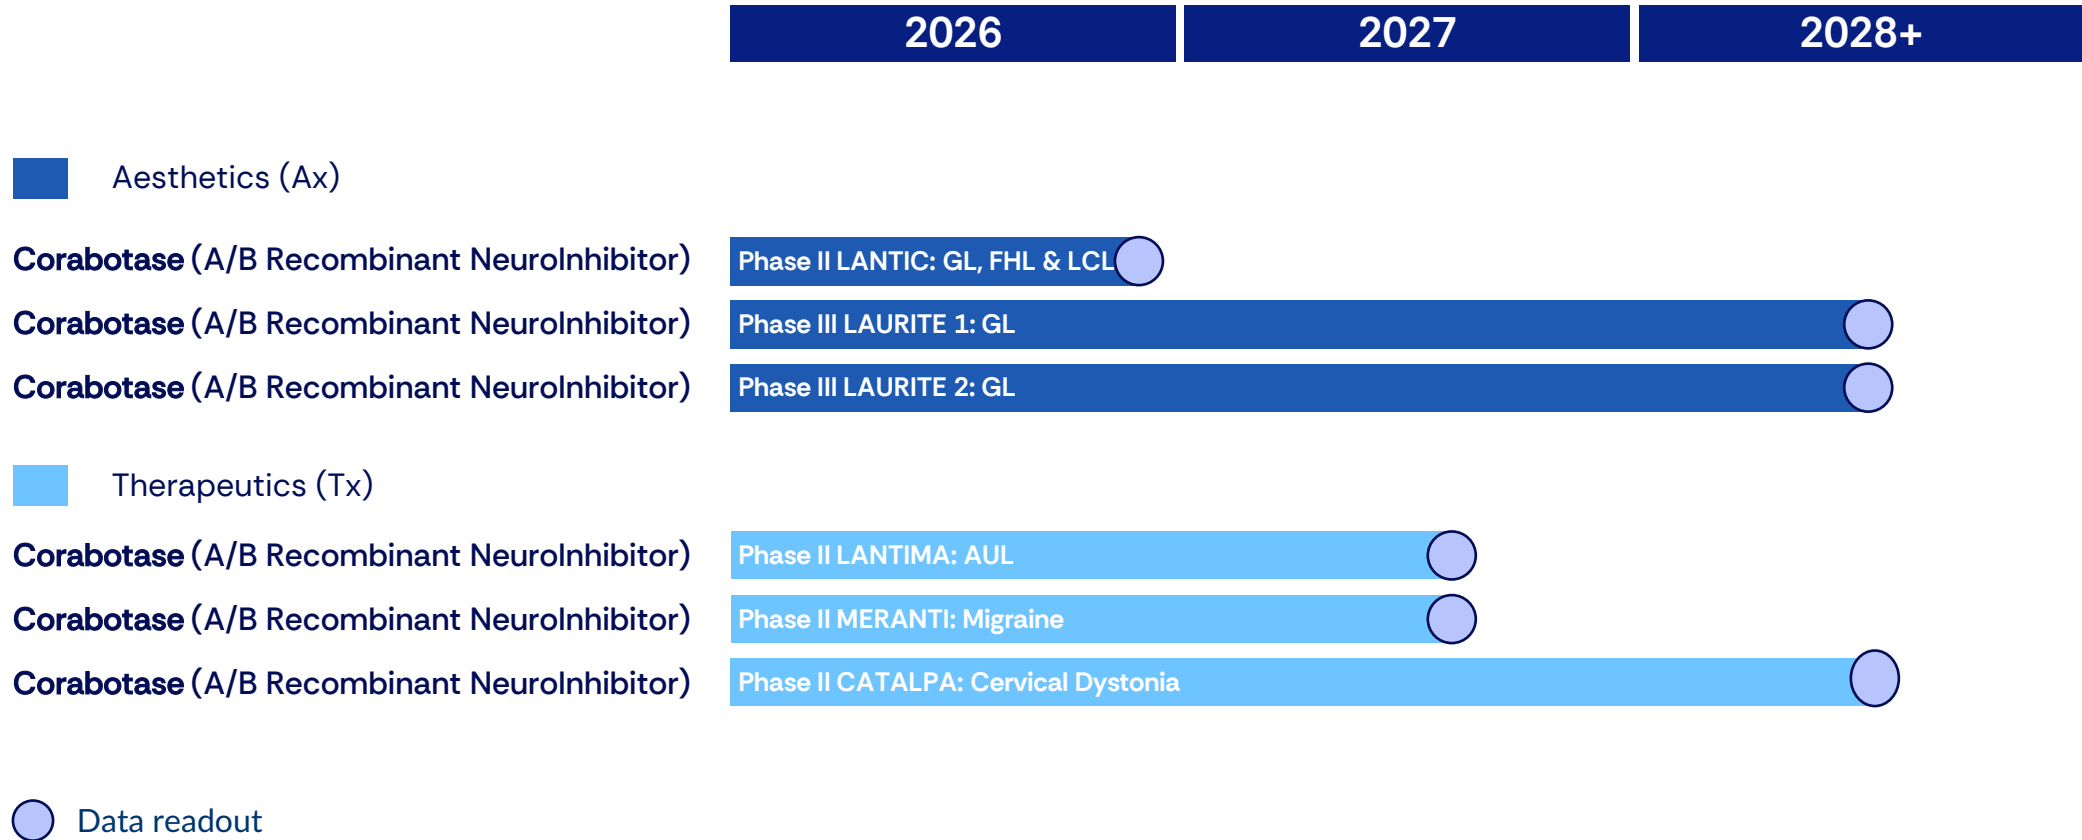 2026 2027 2028+
Aesthetics (Ax)
Corabotase (A/B Recombinant NeuroInhibitor) Phase II LANTIC: GL, FHL & LCL
Corabotase (A/B Recombinant NeuroInhibitor) Phase III LAURITE 1: GL
Corabotase (A/B Recombinant NeuroInhibitor) Phase III LAURITE 2: GL
Therapeutics (Tx)
Corabotase (A/B Recombinant NeuroInhibitor) Phase II LANTIMA: AUL
Corabotase (A/B Recombinant NeuroInhibitor) Phase II MERANTI: Migraine
Corabotase (A/B Recombinant NeuroInhibitor) Phase II CATALPA: Cervical Dystonia
Data readout